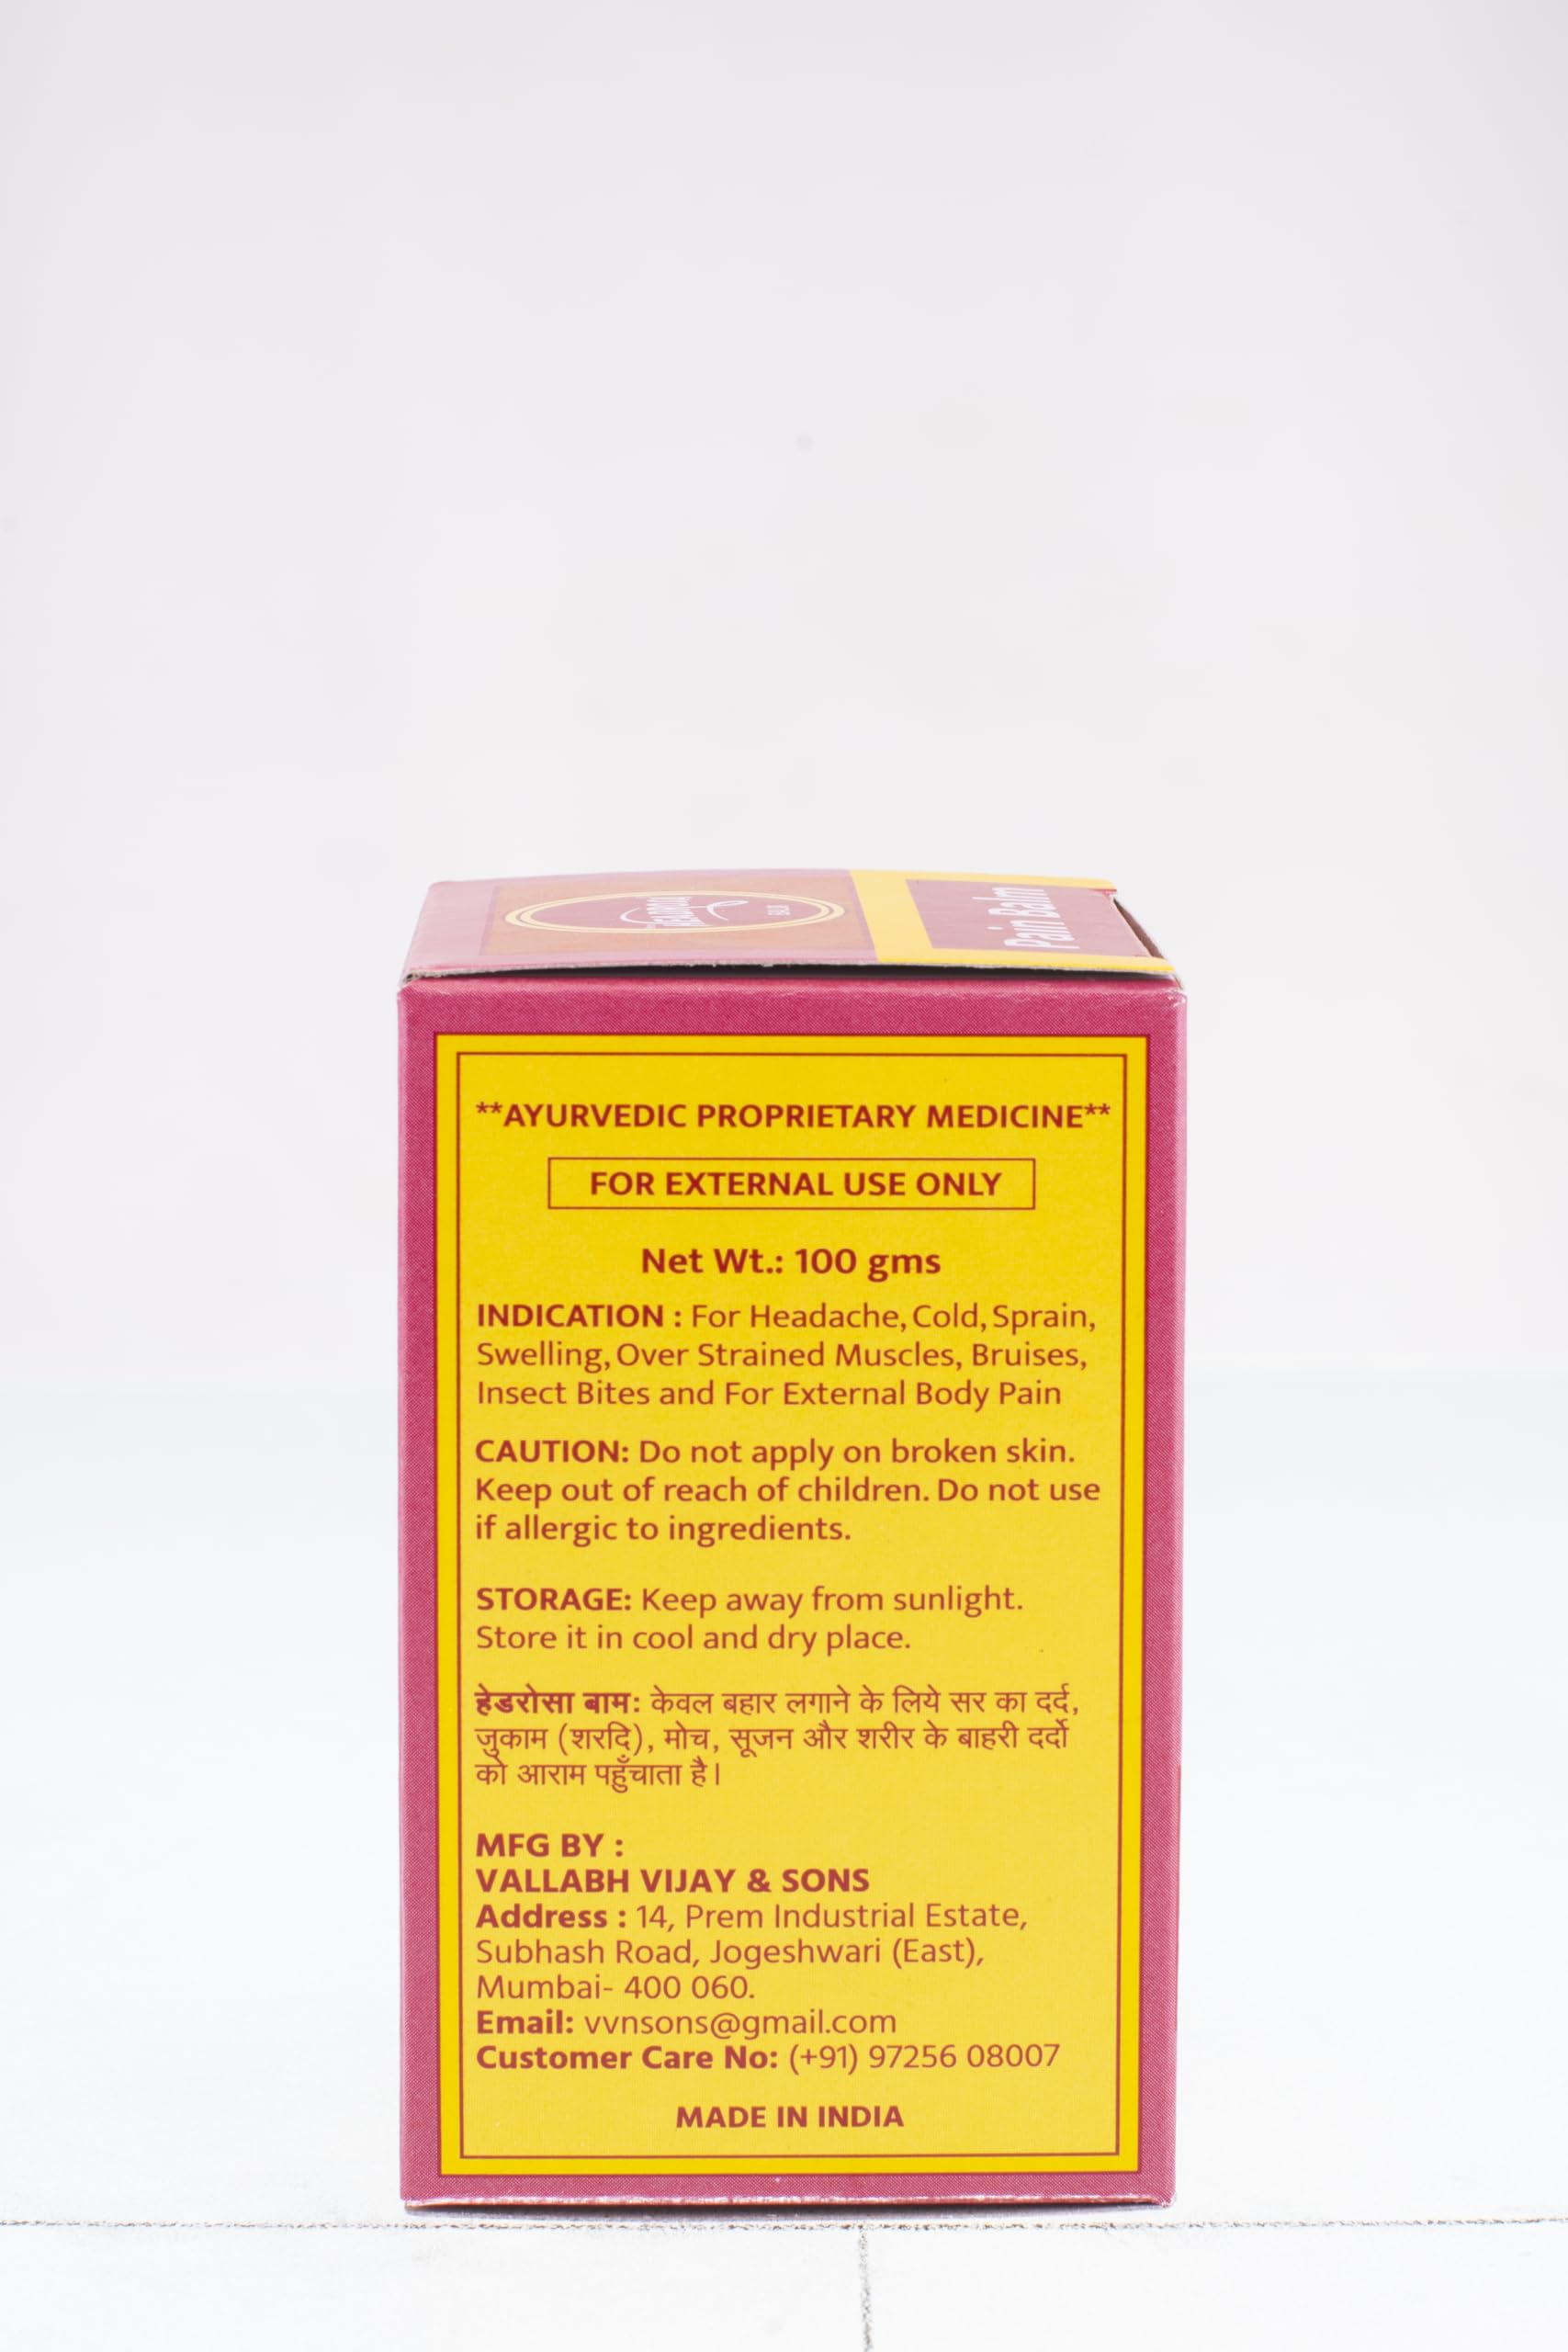 HEADROSA
BALM
Pain Balm
**AYURVEDIC PROPRIETARY MEDICINE**
FOR EXTERNAL USE ONLY
Net Wt.: 100 gms
INDICATION : For Headache, Cold, Sprain,
Swelling, Over Strained Muscles, Bruises,
Insect Bites and For External Body Pain
CAUTION: Do not apply on broken skin.
Keep out of reach of children. Do not use
if allergic to ingredients.
STORAGE: Keep away from sunlight.
Store it in cool and dry place.
हेडरोसा बाम: केवल बहार लगाने के लिये सर का दर्द,
जुकाम (शरदि), मोच, सूजन और शरीर के बाहरी दर्दो
को आराम पहुँचाता है।
MFG BY :
VALLABH VIJAY & SONS
Address : 14, Prem Industrial Estate,
Subhash Road, Jogeshwari (East),
Mumbai- 400 060.
Email: vvnsons@gmail.com
Customer Care No: (+91) 97256 08007
MADE IN INDIA